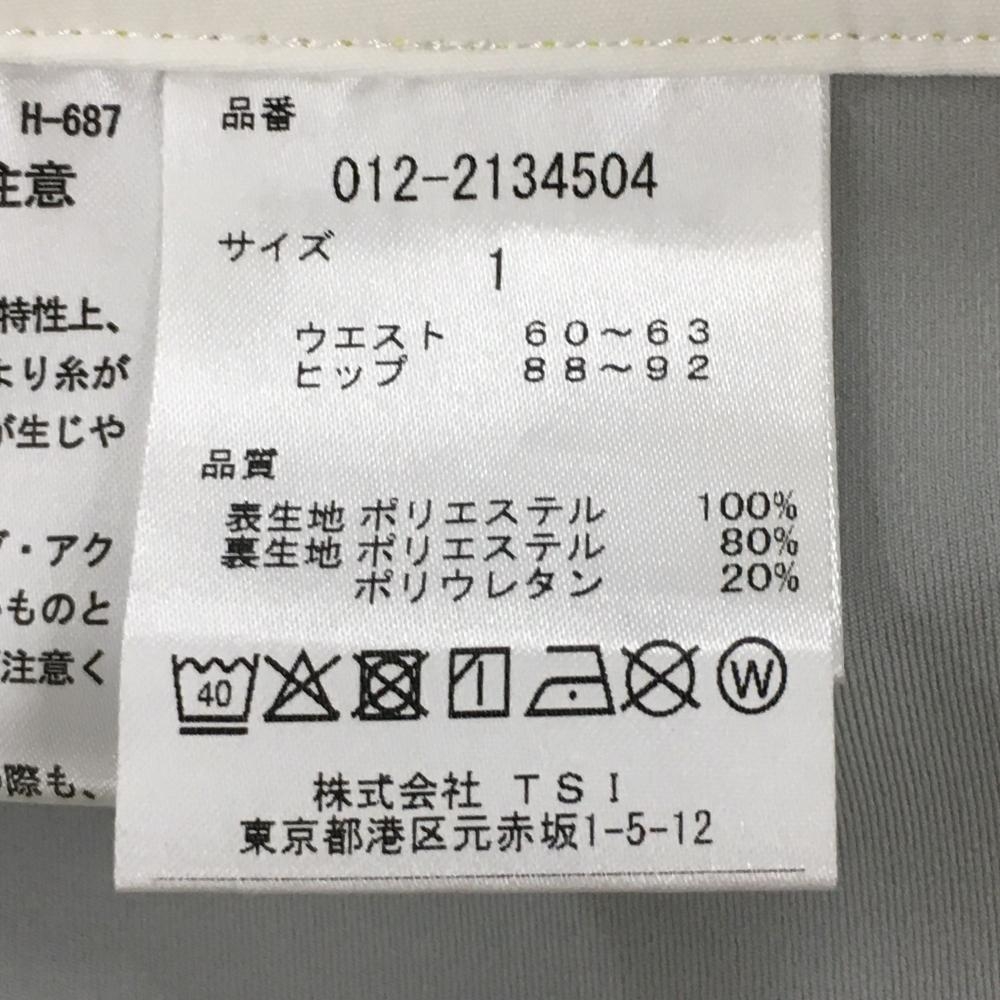 H-687
注意
特性上、
より糸が
が生じや
・アク
ものと
注意く
際も、
品番
012-2134504
サイズ
1
ウエスト 60～63
ヒップ 88～92
品質
表生地 ポリエステル 100%
裏生地 ポリエステル 80%
ポリウレタン 20%
40
W
株式会社 TSI
東京都港区元赤坂1-5-12